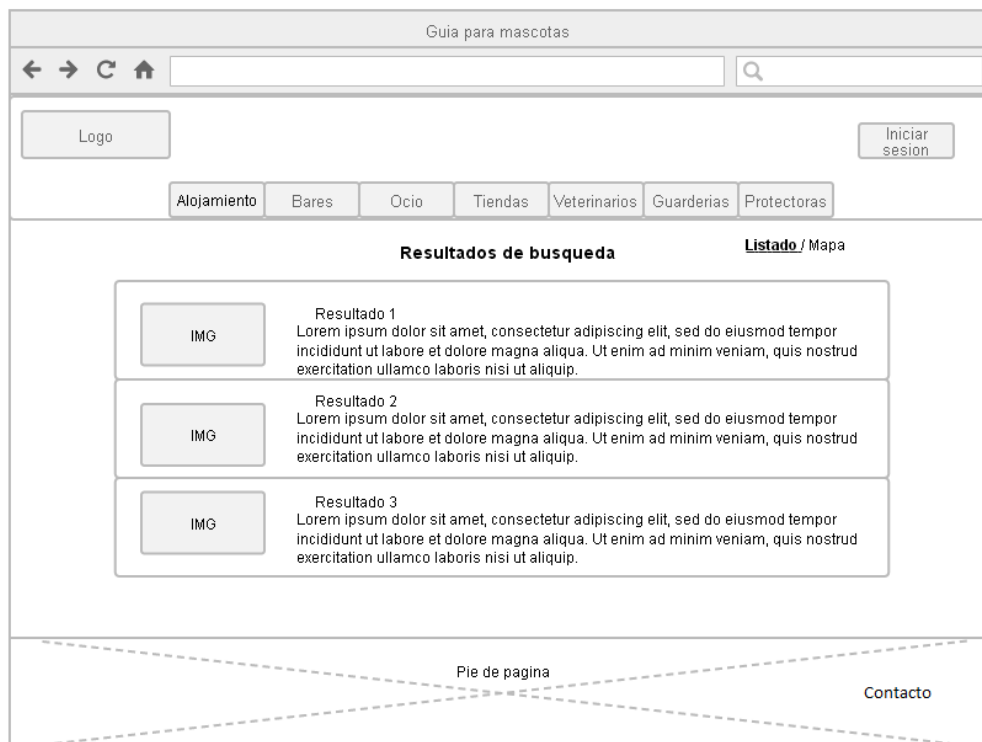 Guia para mascotas
Logo
Iniciar
sesion
Alojamiento Bares Ocio Tiendas Veterinarios Guarderias Protectoras
Resultados de busqueda
Listado / Mapa
IMG
Resultado 1
Lorem ipsum dolor sit amet, consectetur adipiscing elit, sed do eiusmod tempor
incididunt ut labore et dolore magna aliqua. Ut enim ad minim veniam, quis nostrud
exercitation ullamco laboris nisi ut aliquip.
IMG
Resultado 2
Lorem ipsum dolor sit amet, consectetur adipiscing elit, sed do eiusmod tempor
incididunt ut labore et dolore magna aliqua. Ut enim ad minim veniam, quis nostrud
exercitation ullamco laboris nisi ut aliquip.
IMG
Resultado 3
Lorem ipsum dolor sit amet, consectetur adipiscing elit, sed do eiusmod tempor
incididunt ut labore et dolore magna aliqua. Ut enim ad minim veniam, quis nostrud
exercitation ullamco laboris nisi ut aliquip.
Pie de pagina
Contacto